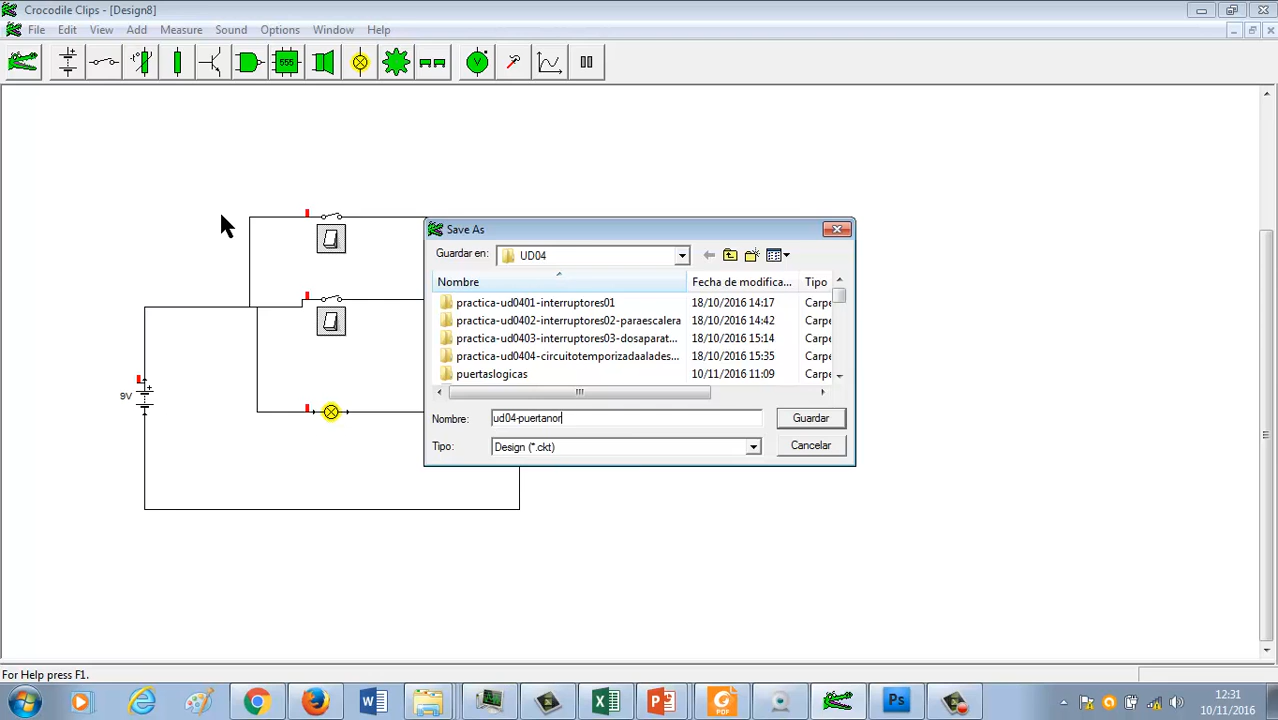 Crocodile Clips - [Design8]
File Edit View Add Measure Sound Options Window Help
555
V
Save As
Guardar en: UD04
Nombre Fecha de modifica... Tipo
practica-ud0401-interruptores01 18/10/2016 14:17 Carpe
practica-ud0402-interruptores02-paraescalera 18/10/2016 14:42 Carpe
practica-ud0403-interruptores03-dosaparat... 18/10/2016 15:14 Carpe
practica-ud0404-circuitotemporizadaalades... 18/10/2016 15:35 Carpe
puertaslogicas 10/11/2016 11:09 Carpe
9V
Nombre: ud04-puertanor Guardar
Tipo: Design (*.ckt) Cancelar
For Help press F1.
PDF
Ps
12:31
10/11/2016